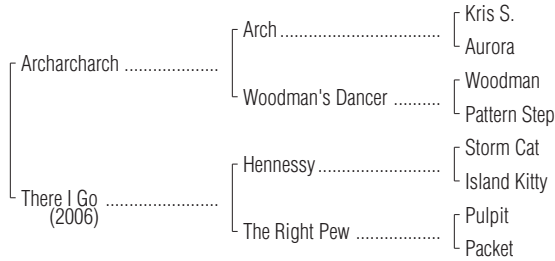 Kris S.
Arch
Aurora
Archarcharch
Woodman
Woodman's Dancer
Pattern Step
Storm Cat
Hennessy
Island Kitty
There I Go
(2006)
Pulpit
The Right Pew
Packet